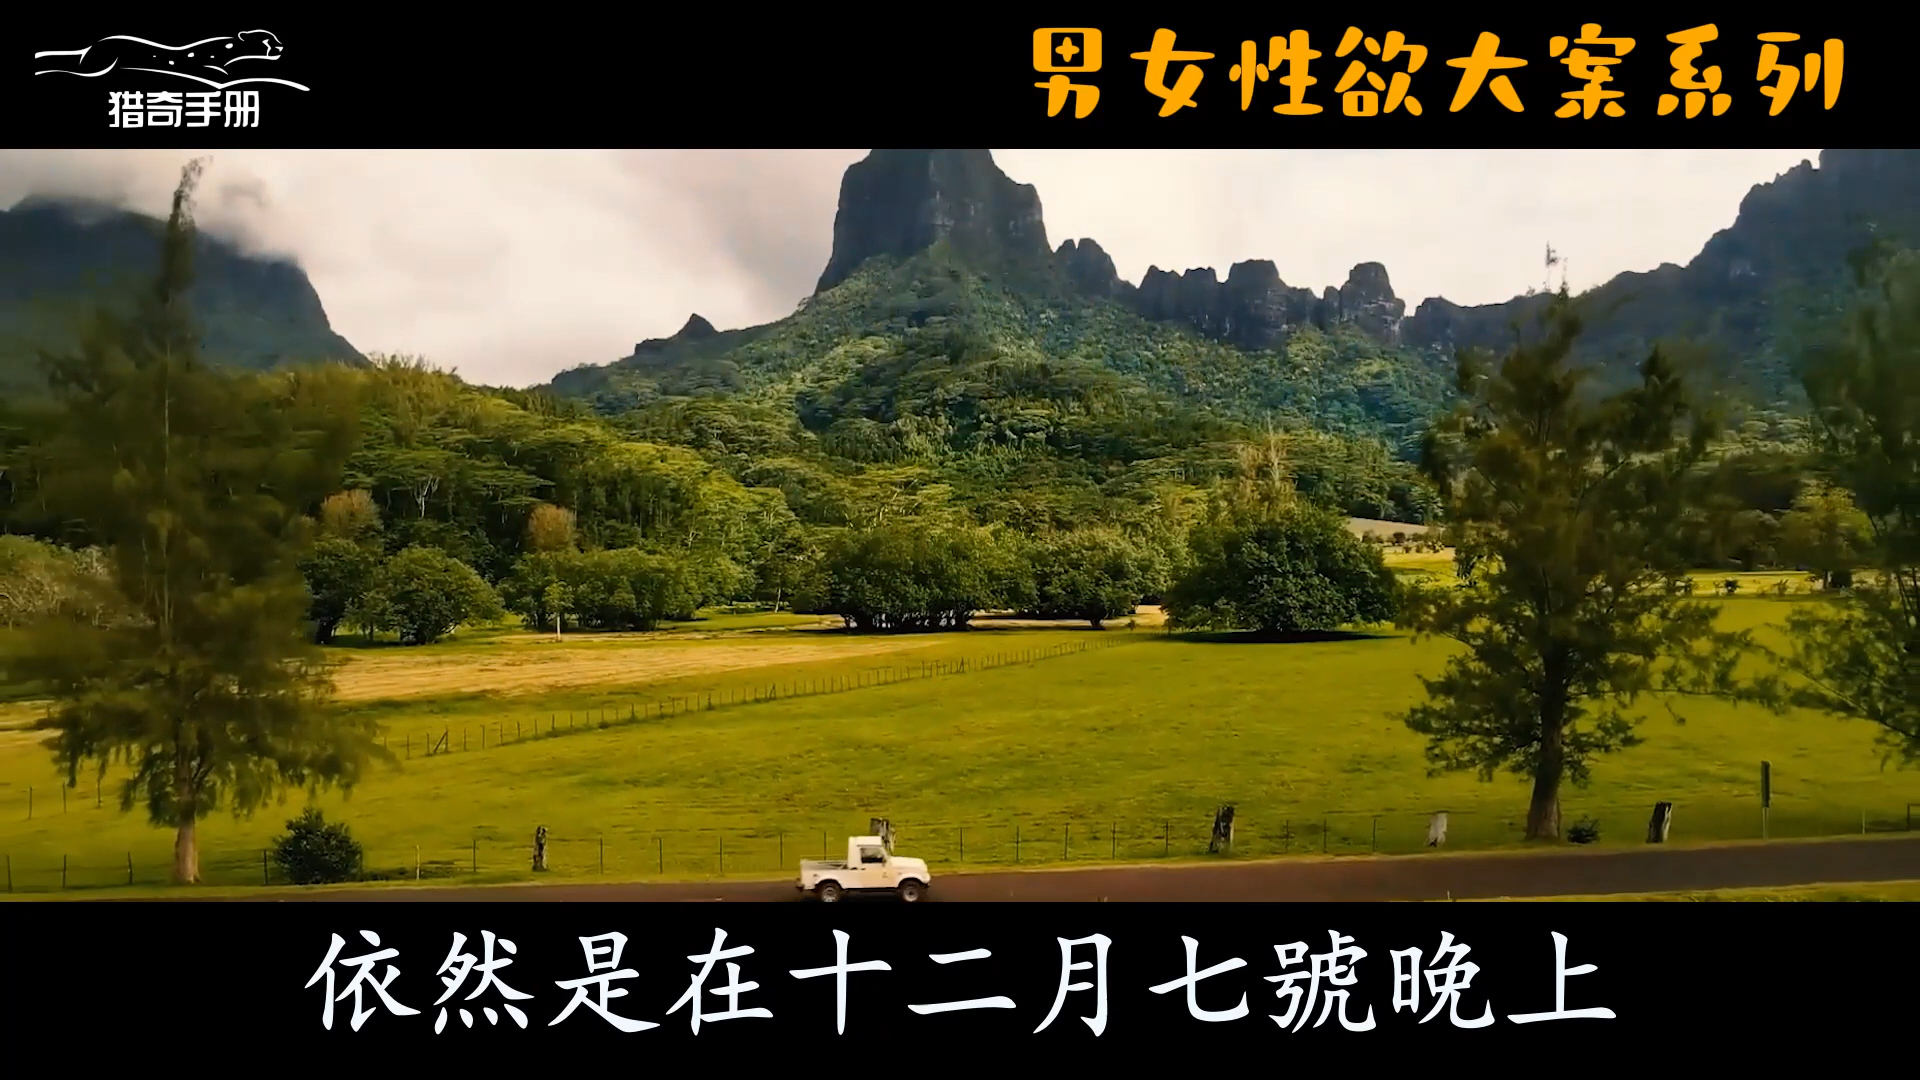 猎奇手册
男女性欲大案系列
依然是在十二月七號晚上